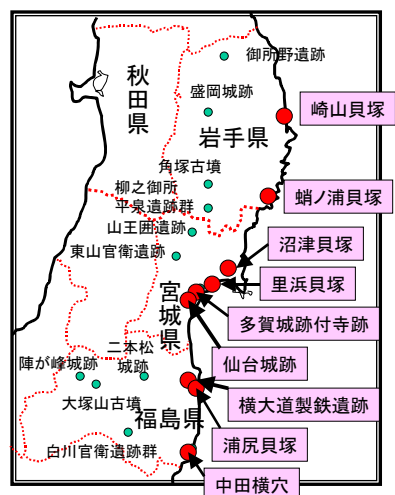 御所野遺跡
秋田県
盛岡城跡
崎山貝塚
岩手県
角塚古墳
柳之御所
平泉遺跡群
蛸ノ浦貝塚
山王囲遺跡
東山官衛遺跡
沼津貝塚
里浜貝塚
宮城県
多賀城跡付寺跡
仙台城跡
二本松
城跡
陣が峰城跡
横大道製鉄遺跡
大塚山古墳
福島県
浦尻貝塚
白川官衛遺跡群
中田横穴